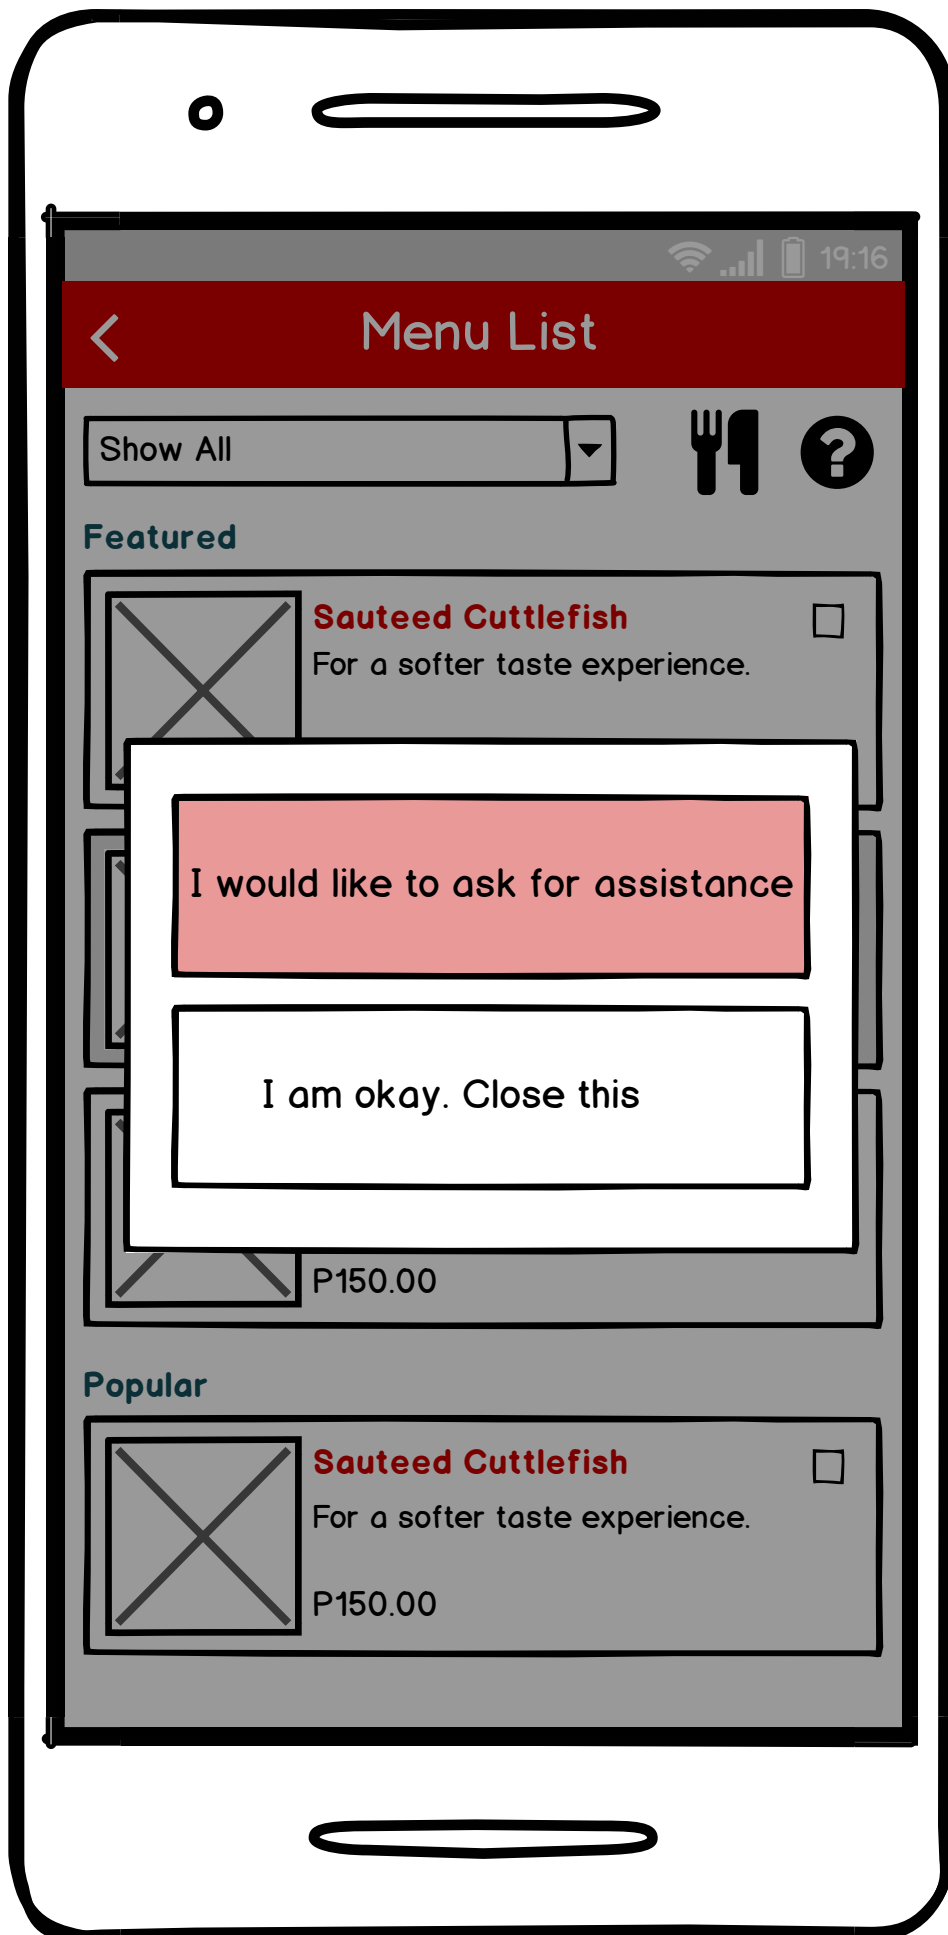 19:16
Menu List
Show All
Featured
Sauteed Cuttlefish
For a softer taste experience.
I would like to ask for assistance
I am okay. Close this
P150.00
Popular
Sauteed Cuttlefish
For a softer taste experience.
P150.00